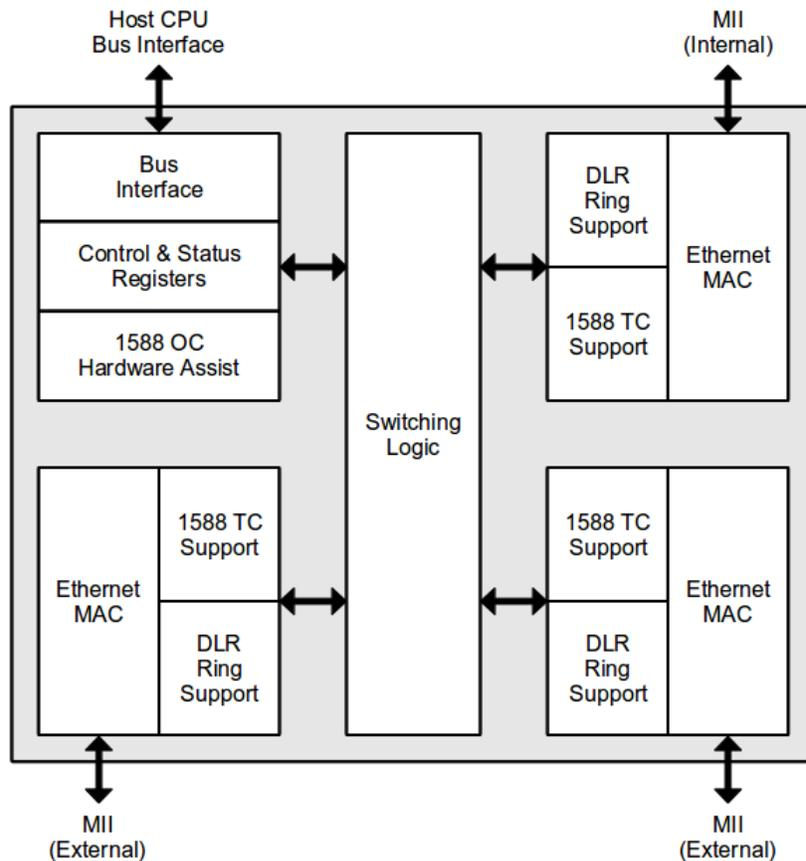 Host CPU
Bus Interface
MII
(Internal)
Bus
Interface
Control & Status
Registers
1588 OC
Hardware Assist
Switching
Logic
DLR
Ring
Support
1588 TC
Support
Ethernet
MAC
Ethernet
MAC
1588 TC
Support
DLR
Ring
Support
1588 TC
Support
DLR
Ring
Support
Ethernet
MAC
MII
(External)
MII
(External)